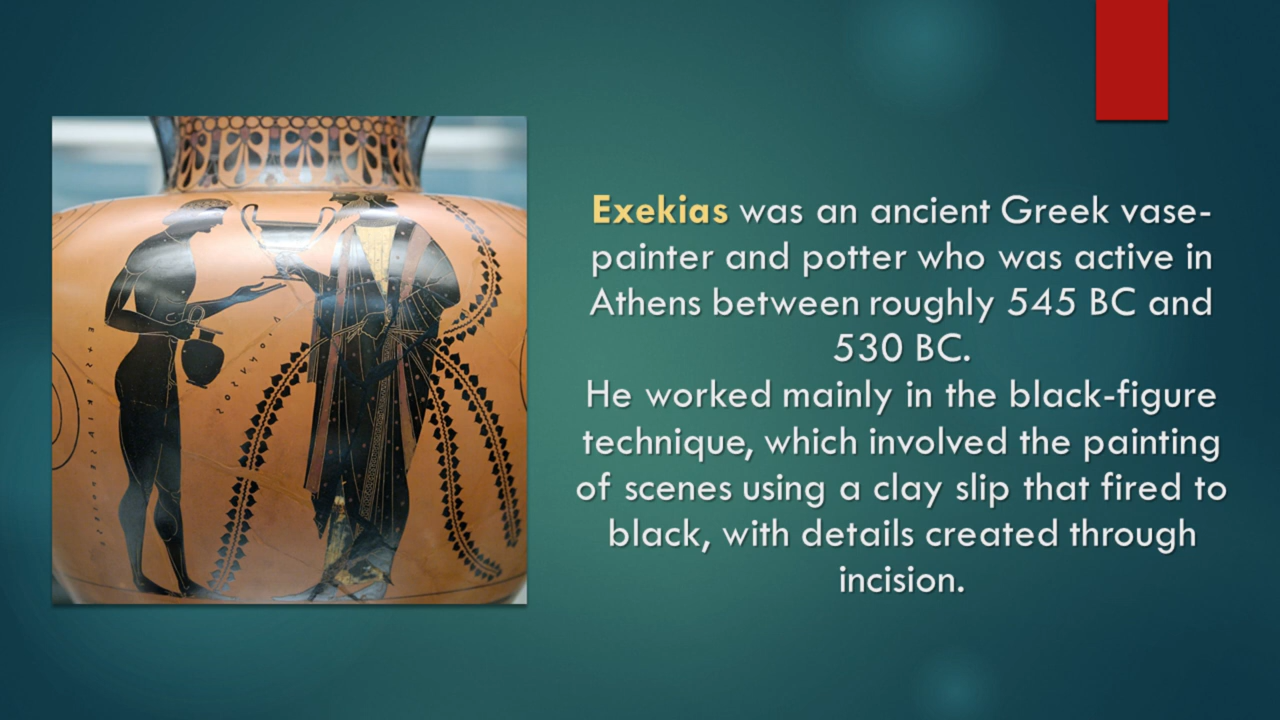 Exekias was an ancient Greek vase-
painter and potter who was active in
Athens between roughly 545 BC and
530 BC.
He worked mainly in the black-figure
technique, which involved the painting
of scenes using a clay slip that fired to
black, with details created through
incision.